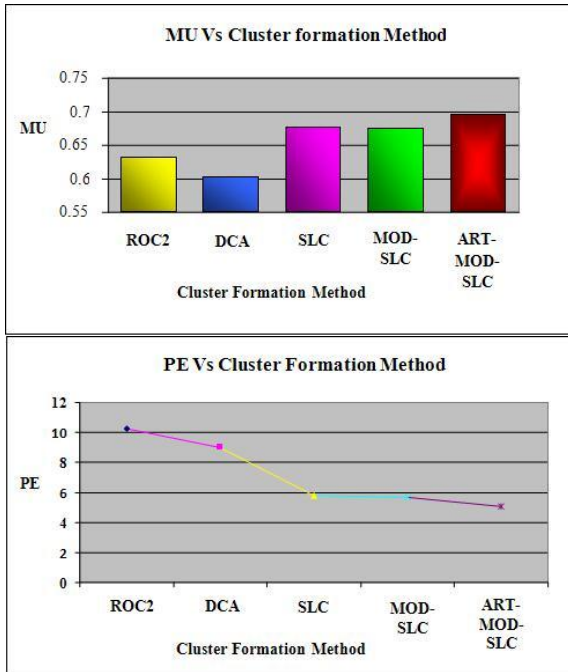 MU Vs Cluster formation Method
0.75
0.7
MU
0.65
0.6
0.55
ROC2 DCA SLC MOD- ART-
SLC MOD-
SLC
Cluster Formation Method
PE Vs Cluster Formation Method
12
10
8
PE
6
4
2
0
ROC2 DCA SLC MOD- ART-
SLC MOD-
SLC
Cluster Formation Method